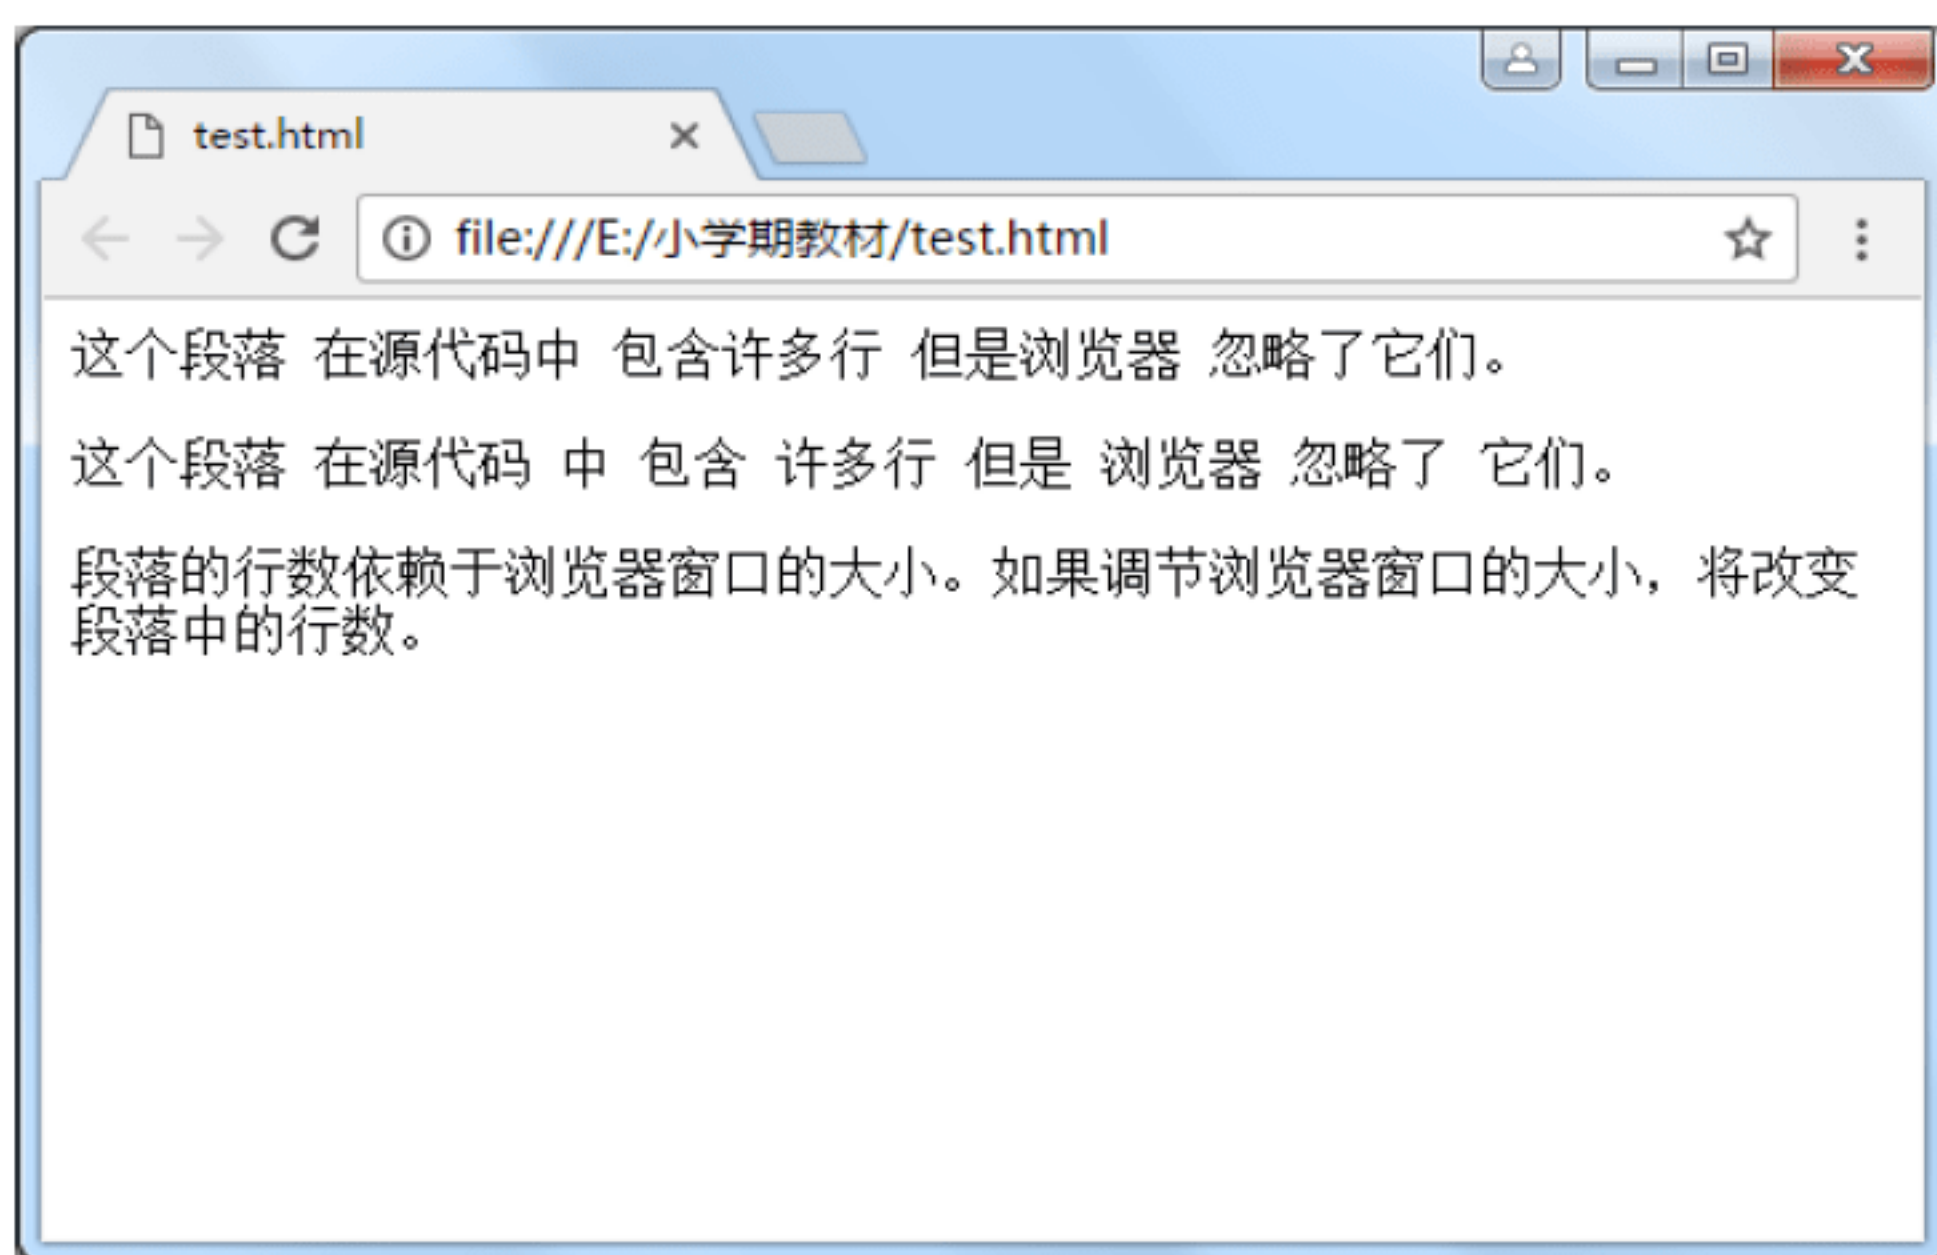 test.html
file:///E:/小学期教材/test.html
这个段落 在源代码中 包含许多行 但是浏览器 忽略了它们。
这个段落 在源代码 中 包含 许多行 但是 浏览器 忽略了 它们。
段落的行数依赖于浏览器窗口的大小。如果调节浏览器窗口的大小，将改变
段落中的行数。